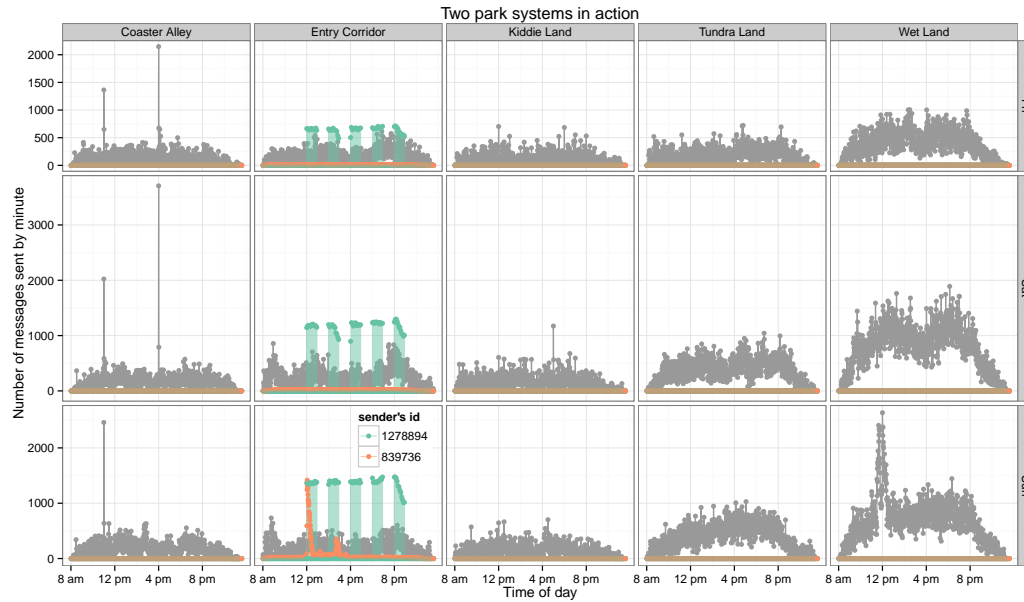 Two park systems in action
Coaster Alley Entry Corridor Kiddie Land Tundra Land Wet Land
2000
1500
1000
500
0
Number of messages sent by minute
3000
2000
1000
0
sender's id
1278894
839736
2000
1000
0
8 am 12 pm 4 pm 8 pm 8 am 12 pm 4 pm 8 pm 8 am 12 pm 4 pm 8 pm 8 am 12 pm 4 pm 8 pm 8 am 12 pm 4 pm 8 pm
Time of day